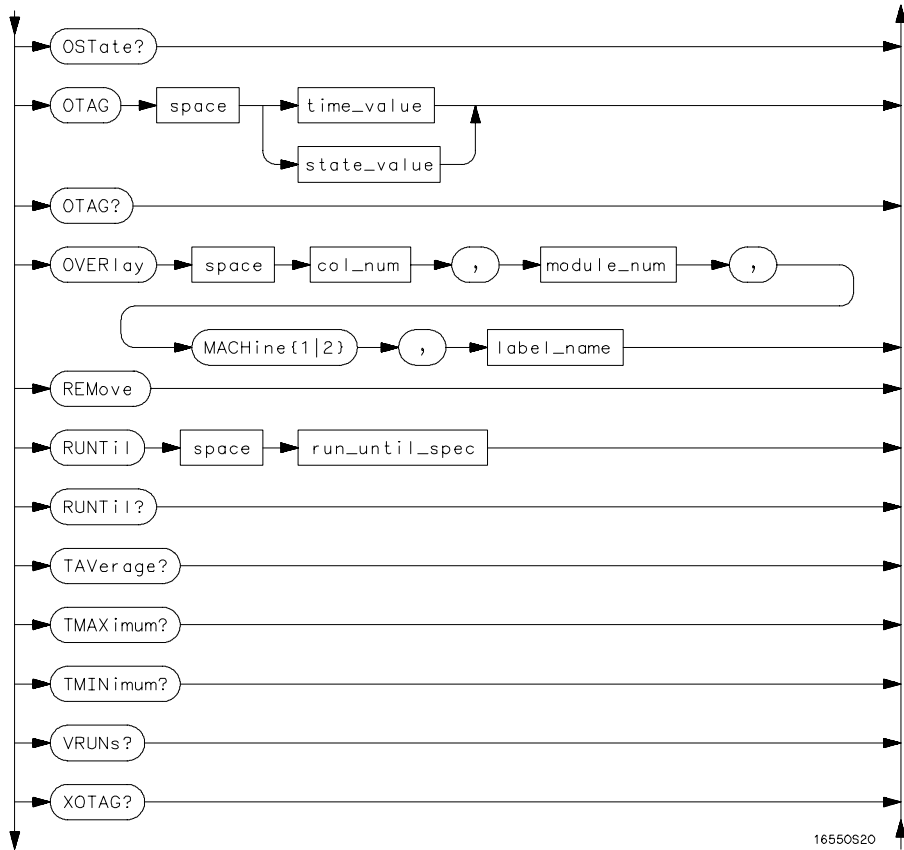 OSTate?
OTAG space time_value
state_value
OTAG?
OVERlay space col_num , module_num ,
MACHine{1|2} , label_name
REMove
RUNTil space run_until_spec
RUNTil?
TAVerage?
TMAXimum?
TMINimum?
VRUNs?
XOTAG?
16550S20